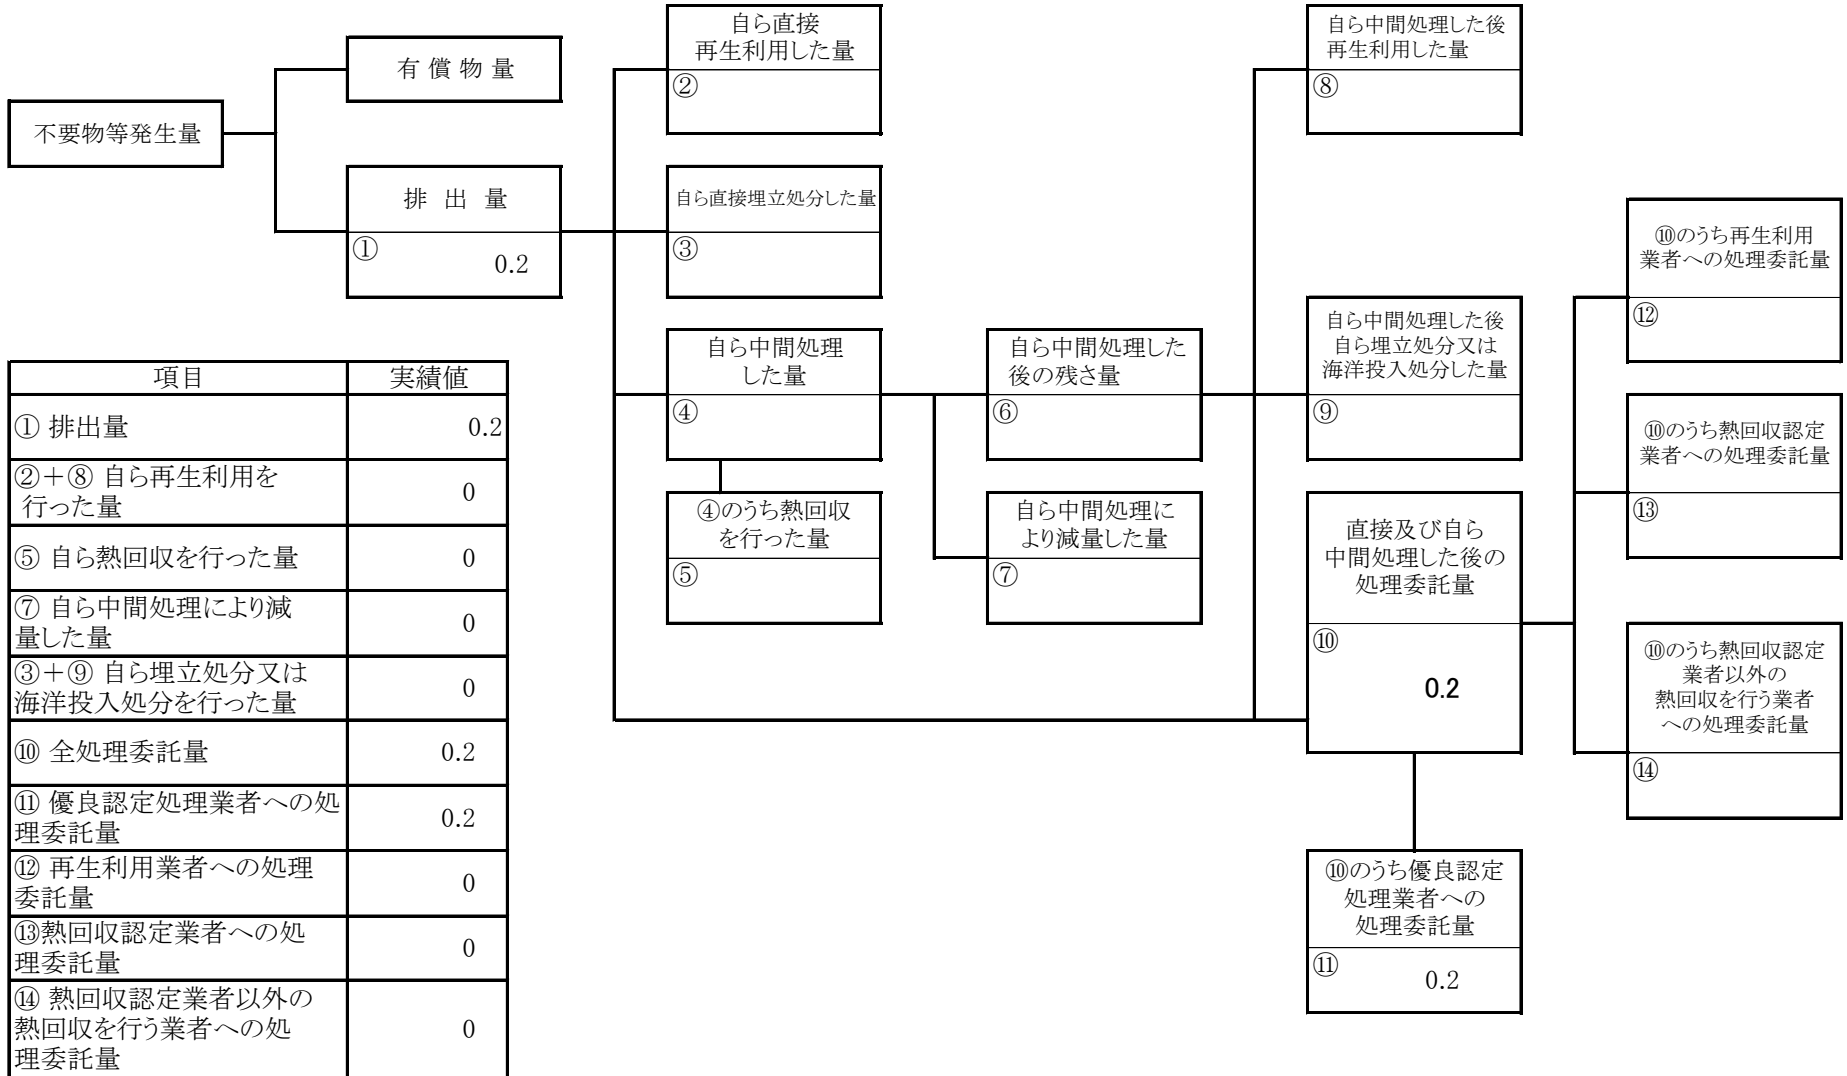 不要物等発生量
有 償 物 量
排 出 量
①
0.2
自ら直接
再生利用した量
②
自ら直接埋立処分した量
③
自ら中間処理
した量
④
④のうち熱回収
を行った量
⑤
自ら中間処理した
後の残さ量
⑥
自ら中間処理に
より減量した量
⑦
自ら中間処理した後
再生利用した量
⑧
自ら中間処理した後
自ら埋立処分又は
海洋投入処分した量
⑨
直接及び自ら
中間処理した後の
処理委託量
⑩
0.2
⑩のうち優良認定
処理業者への
処理委託量
⑪
0.2
⑩のうち再生利用
業者への処理委託量
⑫
⑩のうち熱回収認定
業者への処理委託量
⑬
⑩のうち熱回収認定
業者以外の
熱回収を行う業者
への処理委託量
⑭
項目 実績値
① 排出量 0.2
②+⑧ 自ら再生利用を
行った量 0
⑤ 自ら熱回収を行った量 0
⑦ 自ら中間処理により減
量した量 0
③+⑨ 自ら埋立処分又は
海洋投入処分を行った量 0
⑩ 全処理委託量 0.2
⑪ 優良認定処理業者への処
理委託量 0.2
⑫ 再生利用業者への処理
委託量 0
⑬熱回収認定業者への処
理委託量 0
⑭ 熱回収認定業者以外の
熱回収を行う業者への処
理委託量 0